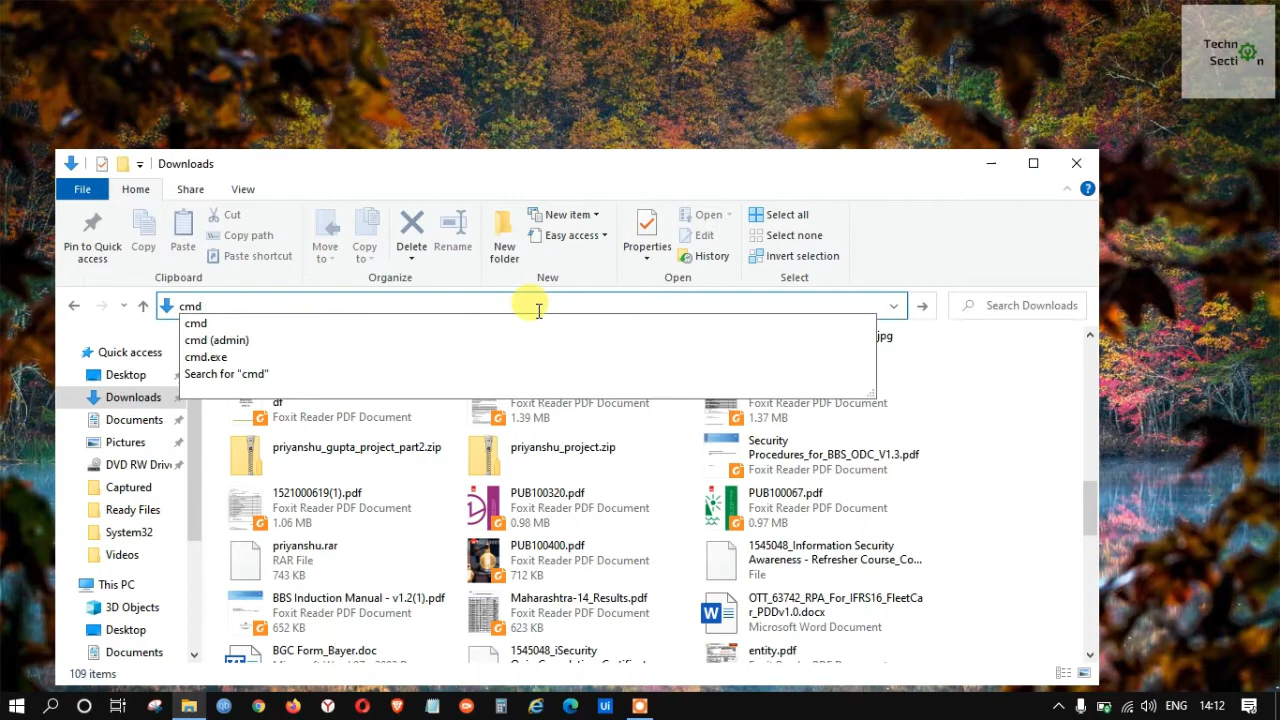 Techn
Secti n
Downloads
File Home Share View
Pin to Quick access
Copy
Paste
Cut
Copy path
Paste shortcut
Clipboard
Move to
Copy to
Delete
Rename
Organize
New folder
New item
Easy access
New
Properties
Open
Edit
History
Open
Select all
Select none
Invert selection
Select
cmd
Search Downloads
cmd
cmd (admin)
cmd.exe
Search for "cmd"
jpg
Quick access
Desktop
Downloads
Documents
Pictures
DVD RW Driv
Captured
Ready Files
System32
Videos
This PC
3D Objects
Desktop
Documents
df
Foxit Reader PDF Document
Foxit Reader PDF Document
1.39 MB
Foxit Reader PDF Document
1.37 MB
priyanshu_gupta_project_part2.zip
priyanshu_project.zip
Security
Procedures_for_BBS_ODC_V1.3.pdf
Foxit Reader PDF Document
1521000619(1).pdf
Foxit Reader PDF Document
1.06 MB
PUB100320.pdf
Foxit Reader PDF Document
0.98 MB
PUB100067.pdf
Foxit Reader PDF Document
0.97 MB
priyanshu.rar
RAR File
743 KB
PUB100400.pdf
Foxit Reader PDF Document
712 KB
1545048_Information Security
Awareness - Refresher Course_Co...
File
BBS Induction Manual - v1.2(1).pdf
Foxit Reader PDF Document
652 KB
Maharashtra-14_Results.pdf
Foxit Reader PDF Document
623 KB
OTT_63742_RPA_For_IFRS16_FleetCa
r_PDDv1.0.docx
Microsoft Word Document
BGC Form_Bayer.doc
1545048_iSecurity
entity.pdf
109 items
ENG 14:12